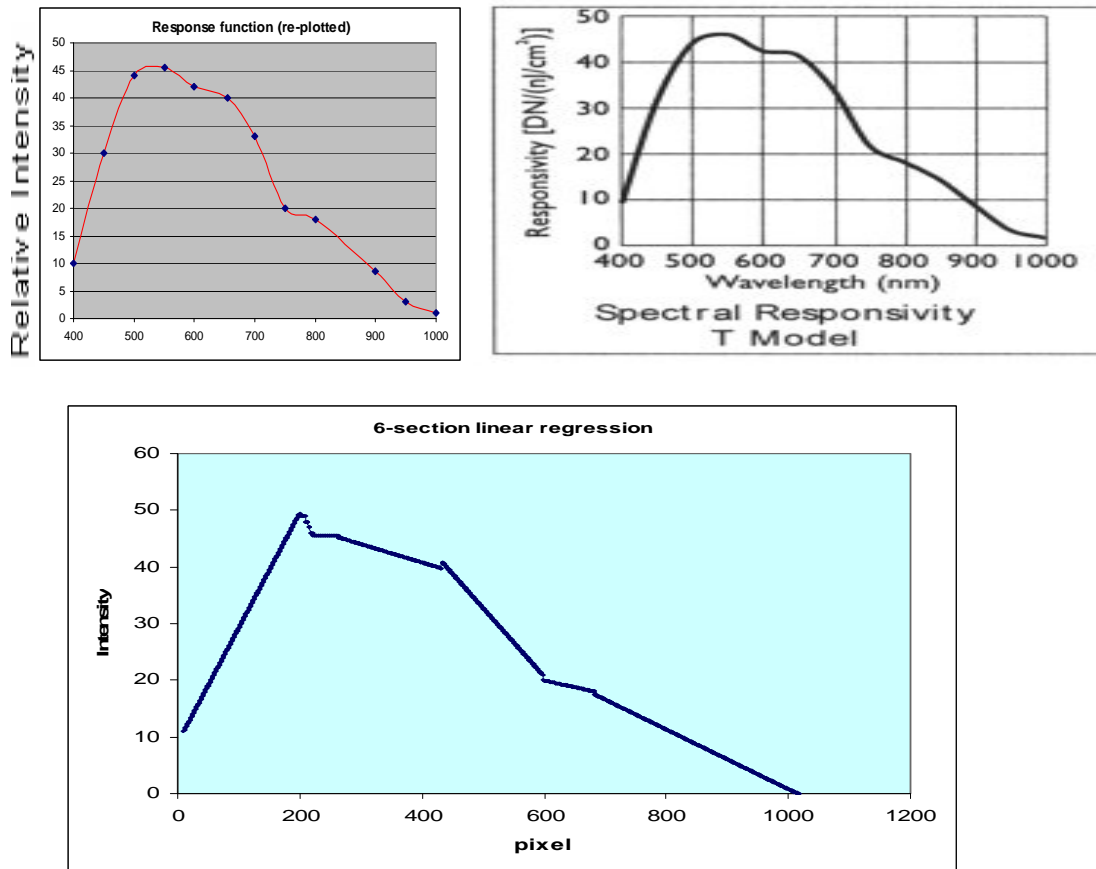 Response function (re-plotted)
Relative Intensity
50
45
40
35
30
25
20
15
10
5
0
400 500 600 700 800 900 1000
Responsivity [DN/(nJ/cm²)]
50
40
30
20
10
0
400 500 600 700 800 900 1000
Wavelength (nm)
Spectral Responsivity
T Model
6-section linear regression
Intensity
60
50
40
30
20
10
0
0 200 400 600 800 1000 1200
pixel